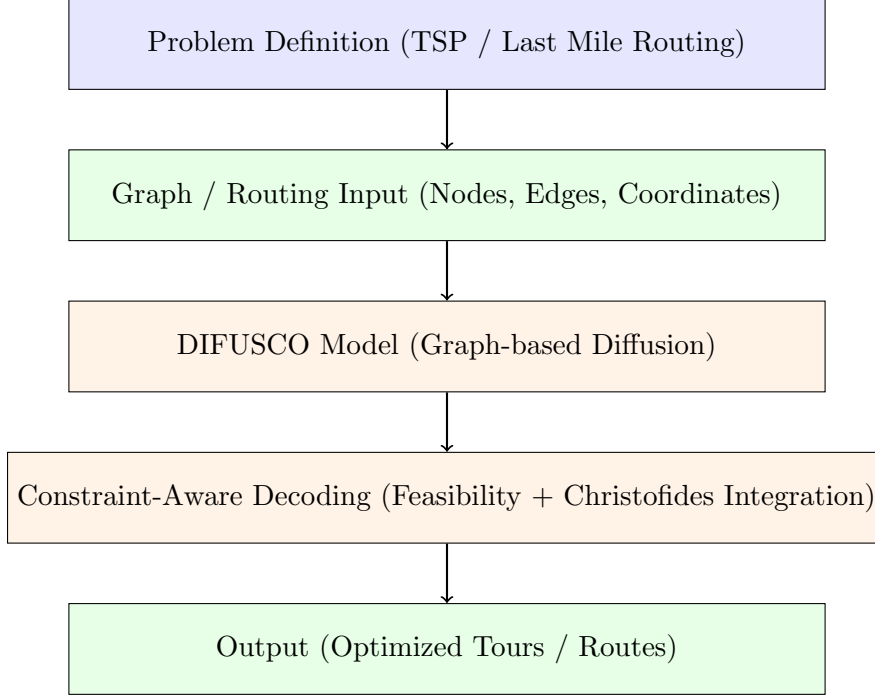 Problem Definition (TSP / Last Mile Routing)
Graph / Routing Input (Nodes, Edges, Coordinates)
DIFUSCO Model (Graph-based Diffusion)
Constraint-Aware Decoding (Feasibility + Christofides Integration)
Output (Optimized Tours / Routes)